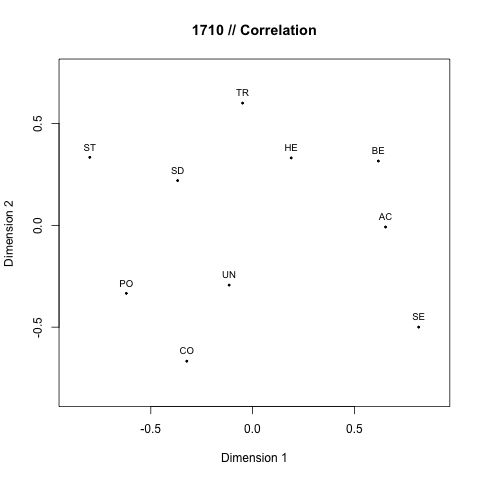 1710 // Correlation
TR
ST
HE
BE
SD
AC
UN
PO
SE
CO
0.5
0.0
-0.5
Dimension 2
-0.5
0.0
0.5
Dimension 1